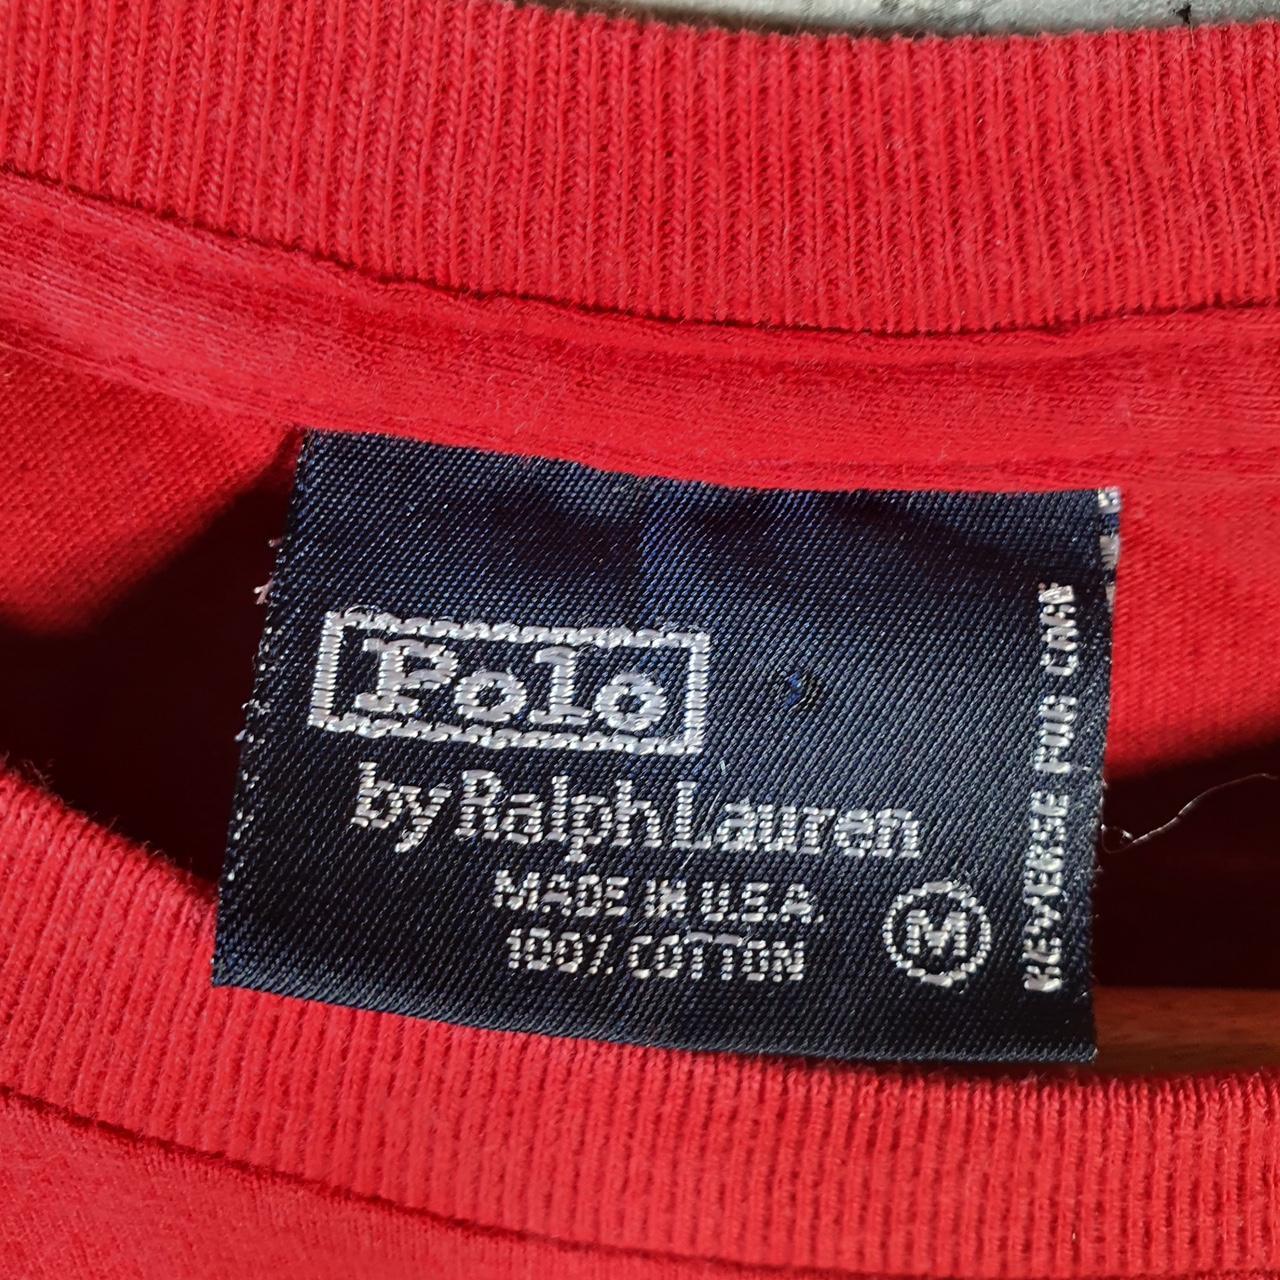 Polo
by Ralph Lauren
MADE IN U.S.A.
100% COTTON
M
REVERSE FOR CARE